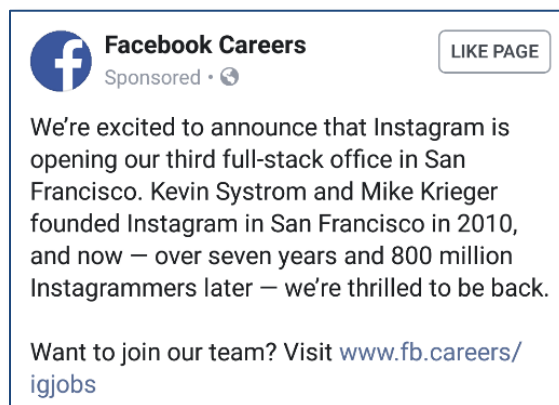 Facebook Careers
LIKE PAGE
Sponsored •
We’re excited to announce that Instagram is
opening our third full-stack office in San
Francisco. Kevin Systrom and Mike Krieger
founded Instagram in San Francisco in 2010,
and now — over seven years and 800 million
Instagrammers later — we’re thrilled to be back.
Want to join our team? Visit www.fb.careers/
igjobs